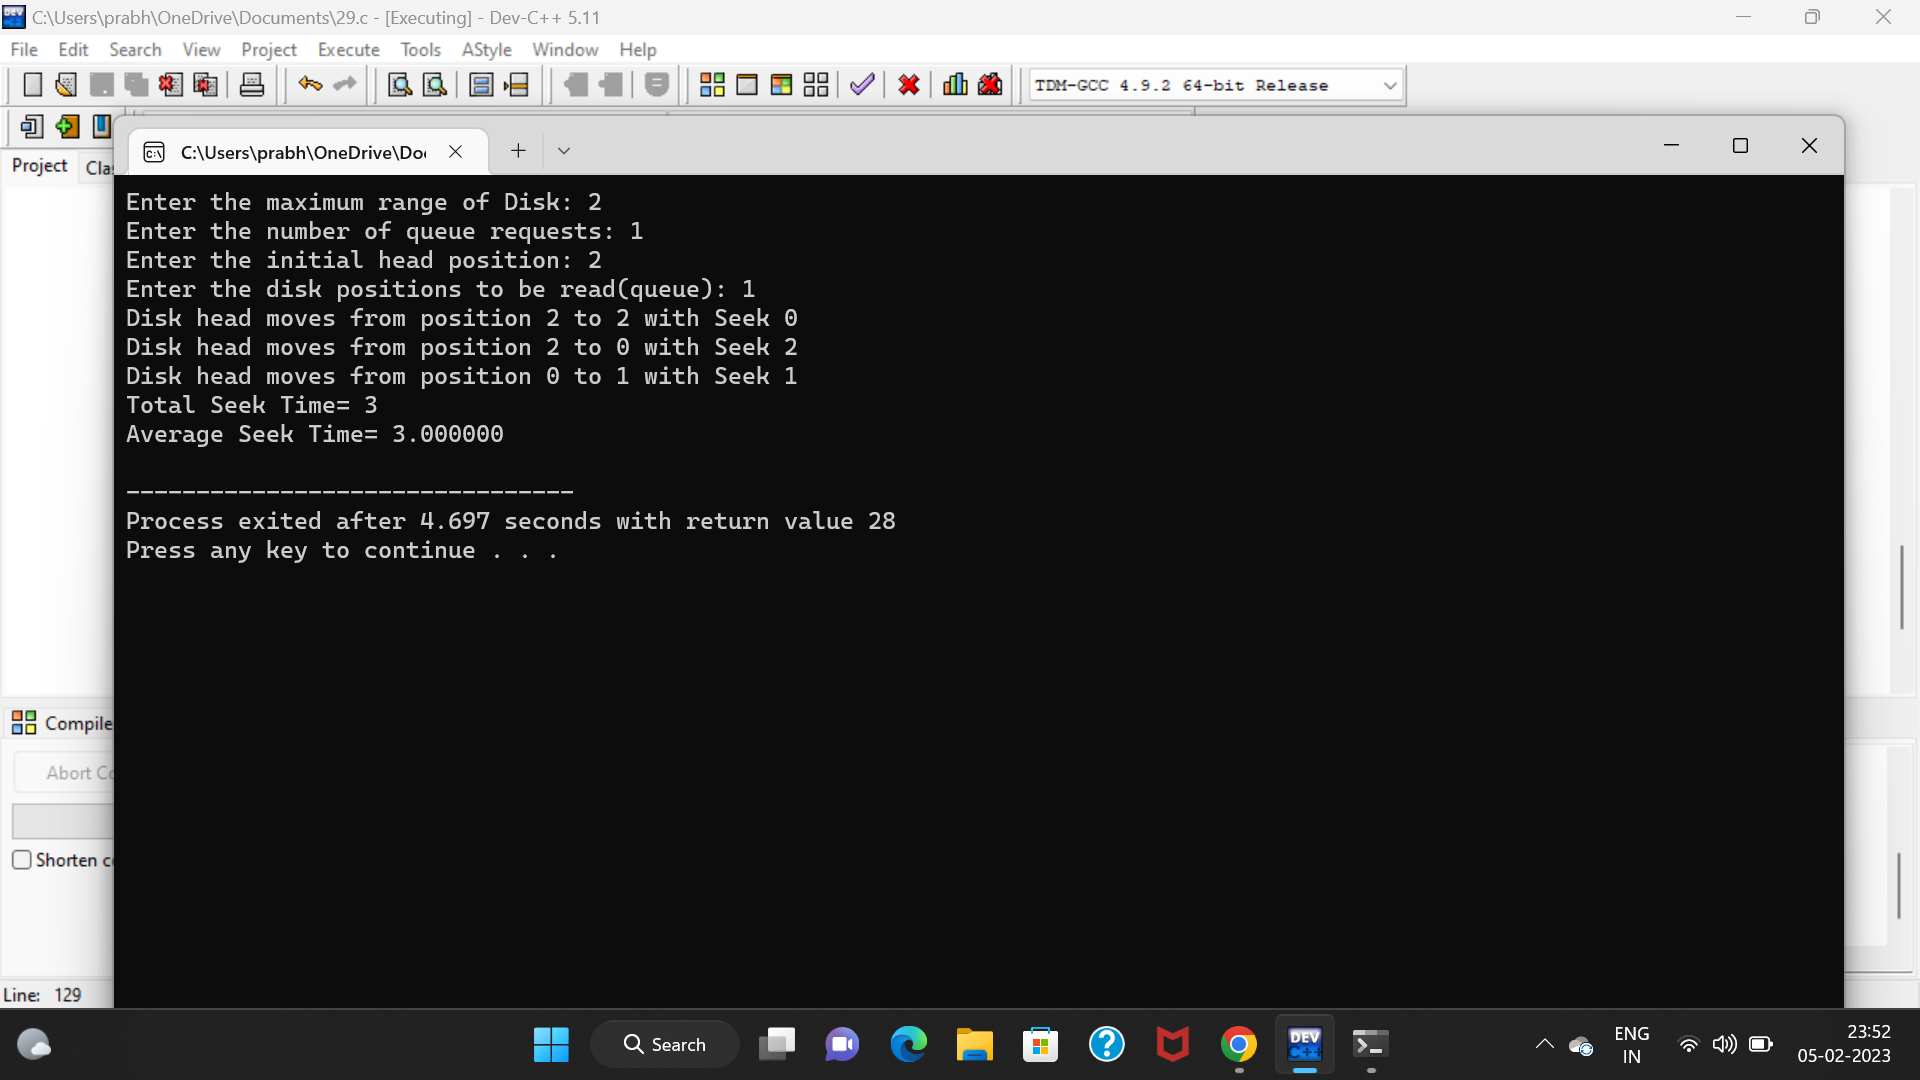 C:\Users\prabh\OneDrive\Documents\29.c - [Executing] - Dev-C++ 5.11
File Edit Search View Project Execute Tools AStyle Window Help
TDM-GCC 4.9.2 64-bit Release
Project Cla
C:\Users\prabh\OneDrive\Do
Enter the maximum range of Disk: 2
Enter the number of queue requests: 1
Enter the initial head position: 2
Enter the disk positions to be read(queue): 1
Disk head moves from position 2 to 2 with Seek 0
Disk head moves from position 2 to 0 with Seek 2
Disk head moves from position 0 to 1 with Seek 1
Total Seek Time= 3
Average Seek Time= 3.000000
--------------------------------
Process exited after 4.697 seconds with return value 28
Press any key to continue . . .
Compile
Abort Co
Shorten c
Line: 129
Search
DEV C++
ENG
IN
23:52
05-02-2023